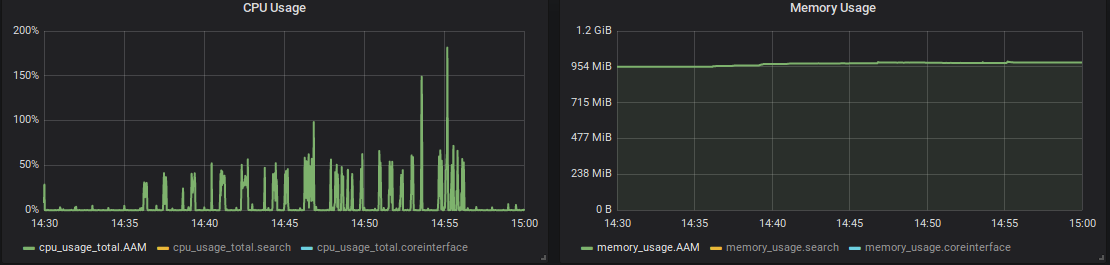 CPU Usage
200%
150%
100%
50%
0%
14:30 14:35 14:40 14:45 14:50 14:55 15:00
cpu_usage_total.AAM cpu_usage_total.search cpu_usage_total.coreinterface
Memory Usage
1.2 GiB
954 MiB
715 MiB
477 MiB
238 MiB
0 B
14:30 14:35 14:40 14:45 14:50 14:55 15:00
memory_usage.AAM memory_usage.search memory_usage.coreinterface